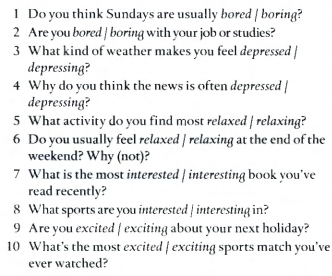 1 Do you think Sundays are usually bored / boring?
2 Are you bored / boring with your job or studies?
3 What kind of weather makes you feel depressed /
depressing?
4 Why do you think the news is often depressed /
depressing?
5 What activity do you find most relaxed / relaxing?
6 Do you usually feel relaxed / relaxing at the end of the
weekend? Why (not)?
7 What is the most interested / interesting book you've
read recently?
8 What sports are you interested / interesting in?
9 Are you excited / exciting about your next holiday?
10 What's the most excited / exciting sports match you've
ever watched?